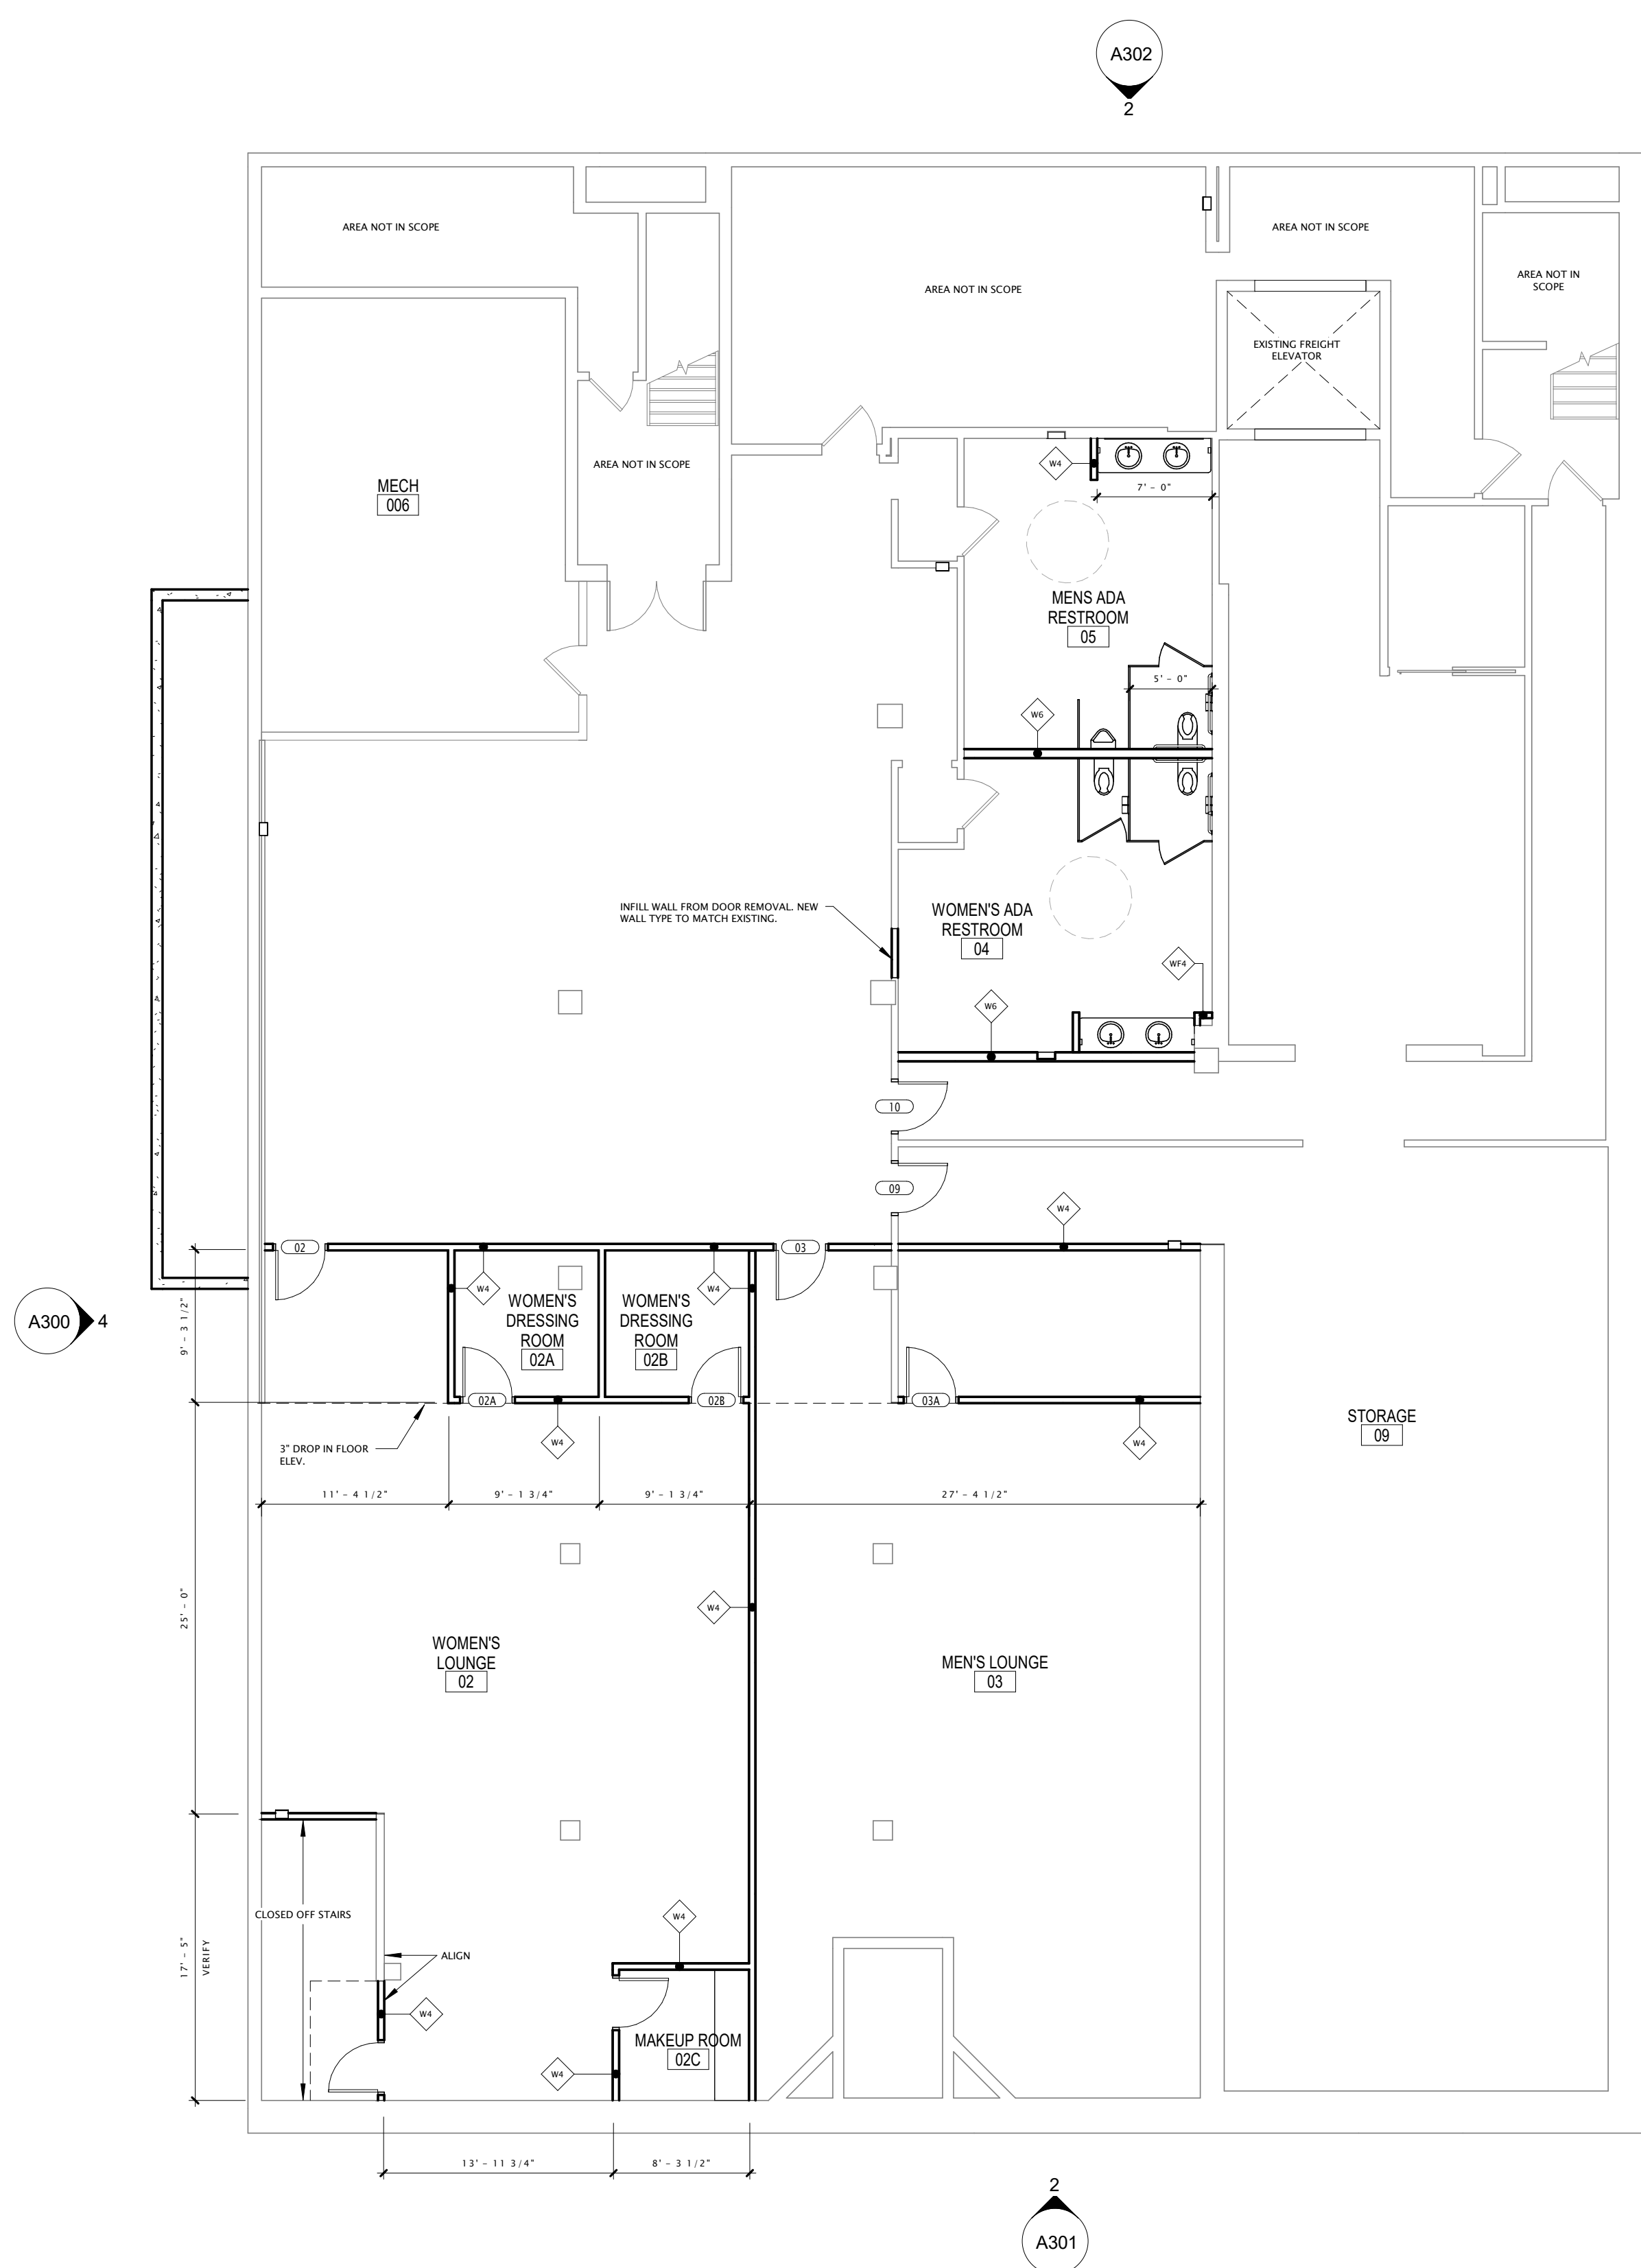 A302
2
AREA NOT IN SCOPE
AREA NOT IN SCOPE
AREA NOT IN
SCOPE
AREA NOT IN SCOPE
EXISTING FREIGHT
ELEVATOR
AREA NOT IN SCOPE
W4
MECH
006
7' - 0"
MENS ADA
RESTROOM
05
5' - 0"
W6
INFILL WALL FROM DOOR REMOVAL. NEW
WALL TYPE TO MATCH EXISTING.
WOMEN'S ADA
RESTROOM
04
WF4
W6
10
09
W4
02
03
W4
W4
WOMEN'S
DRESSING
ROOM
02A
WOMEN'S
DRESSING
ROOM
02B
A300
4
9' - 3 1/2"
02A
02B
03A
STORAGE
09
3" DROP IN FLOOR
ELEV.
W4
W4
11' - 4 1/2"
9' - 1 3/4"
9' - 1 3/4"
27' - 4 1/2"
25' - 0"
W4
WOMEN'S
LOUNGE
02
MEN'S LOUNGE
03
CLOSED OFF STAIRS
W4
17' - 5"
VERIFY
ALIGN
W4
MAKEUP ROOM
02C
W4
13' - 11 3/4"
8' - 3 1/2"
2
A301